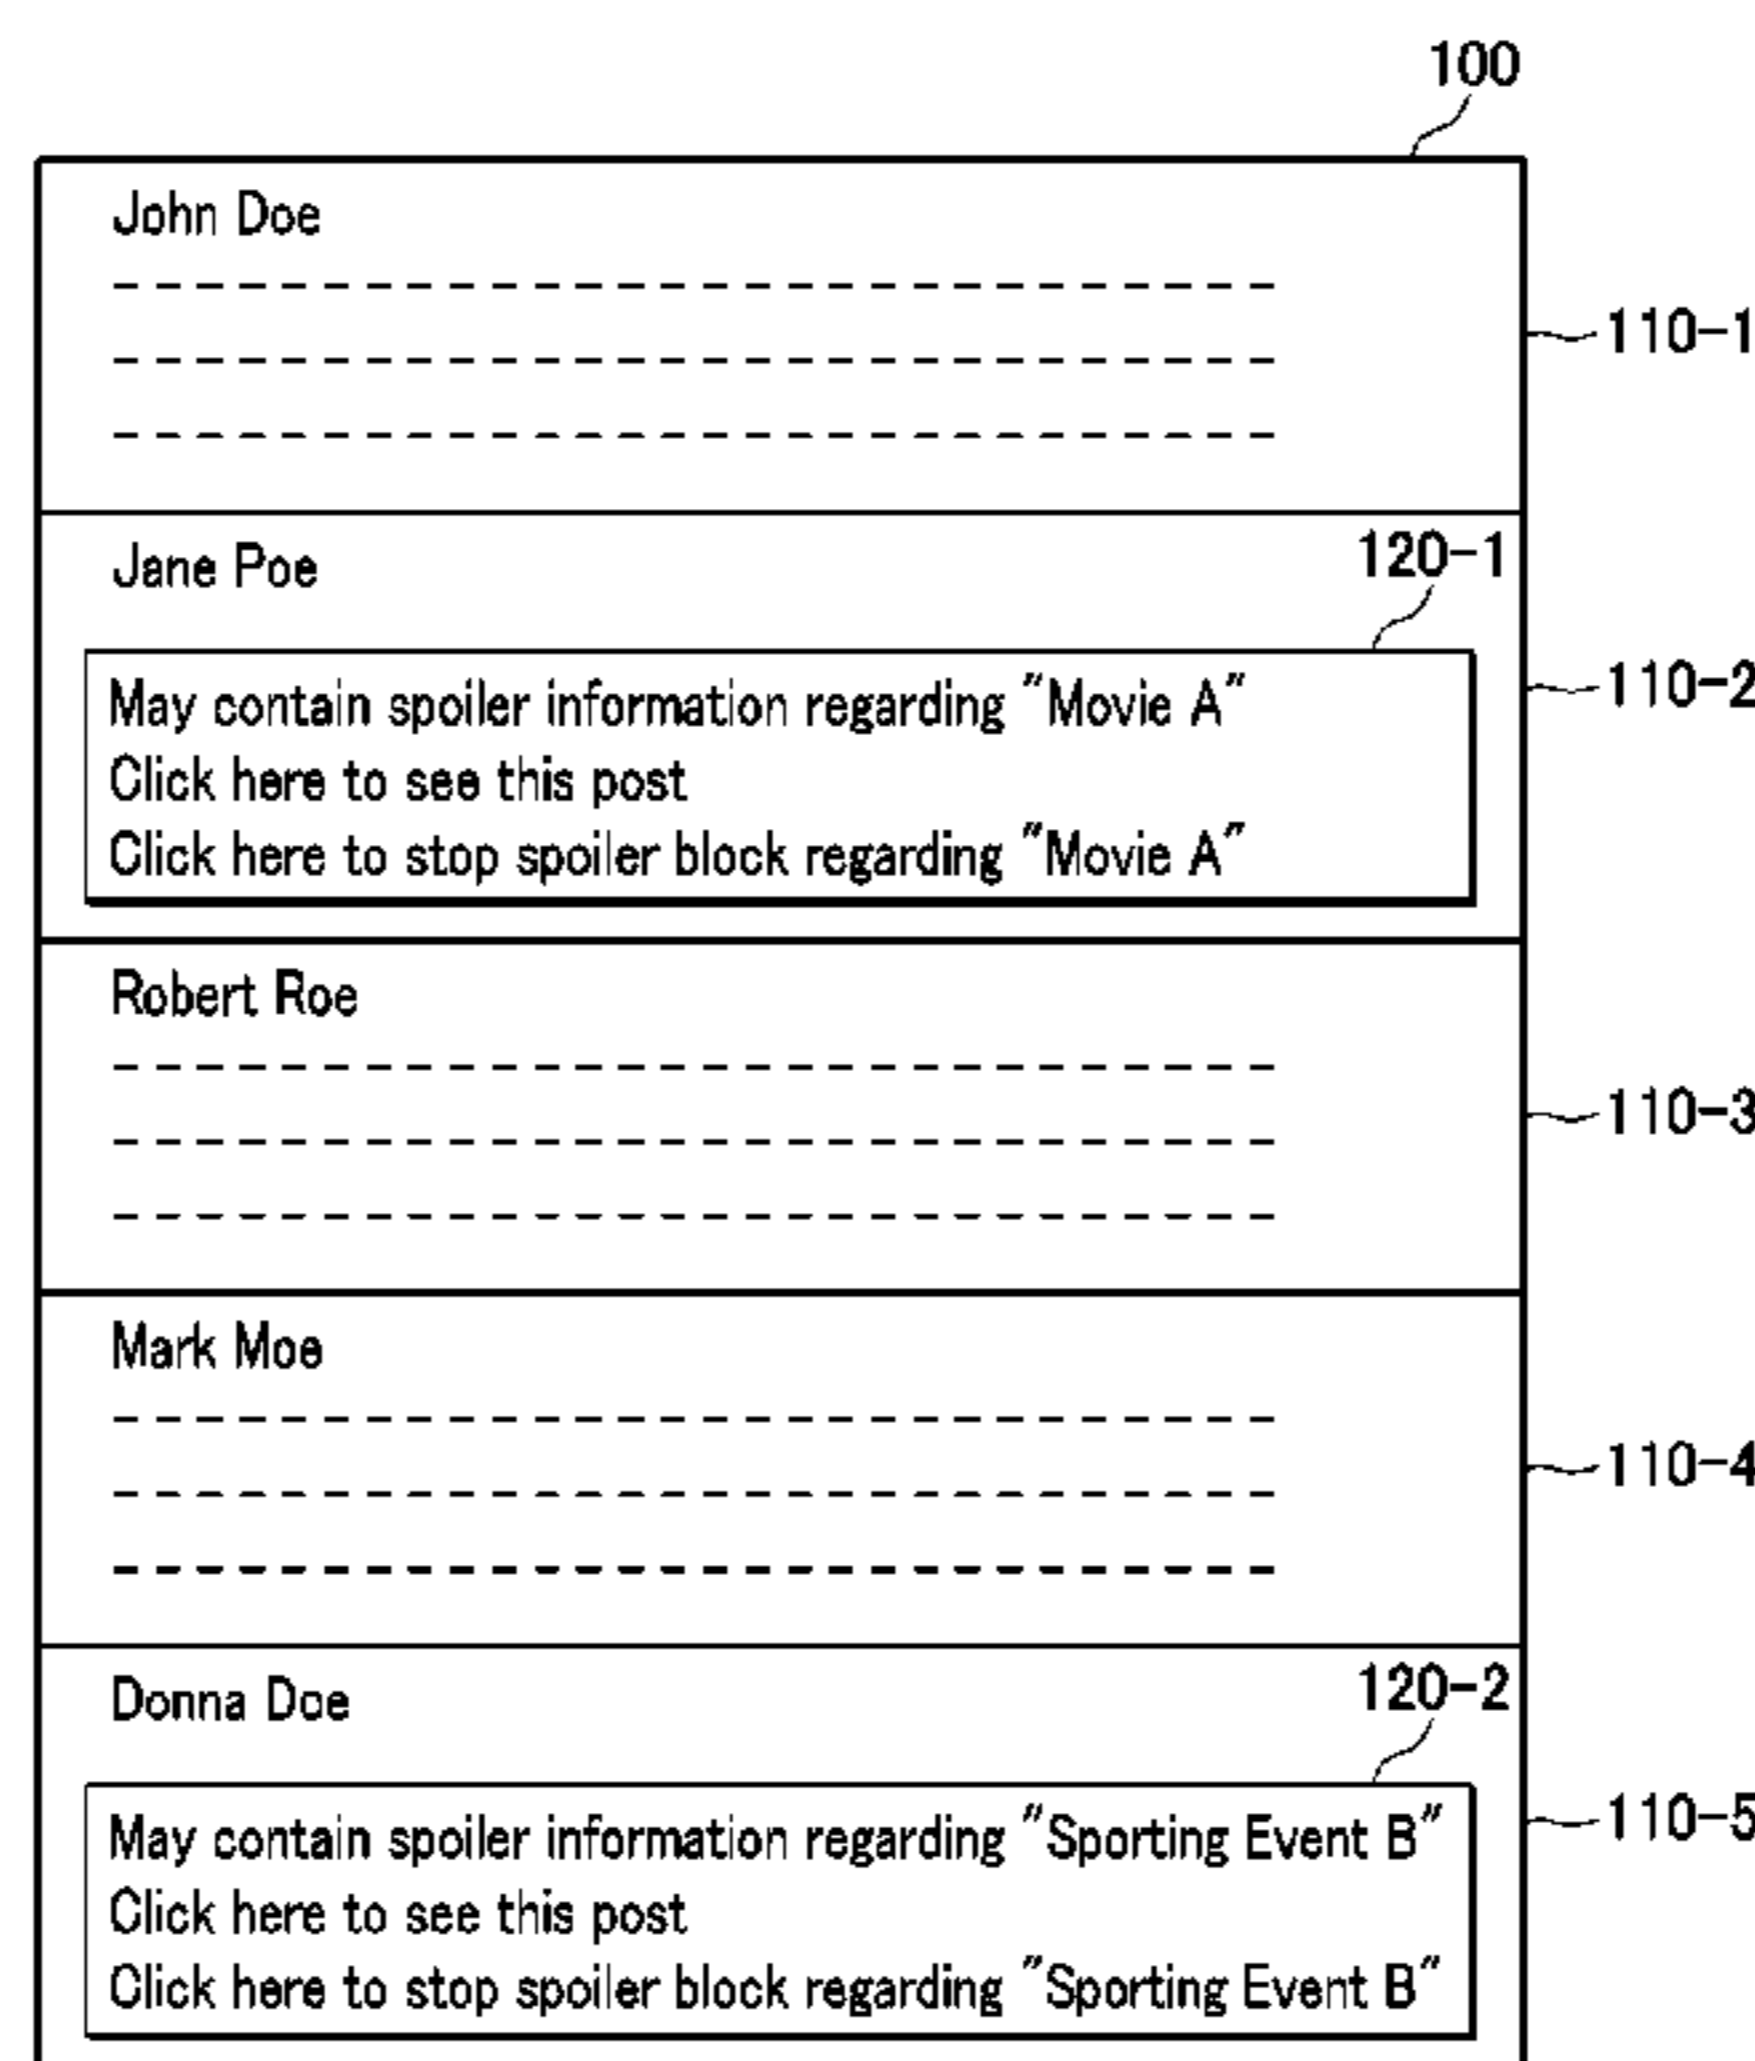 100
John Doe
110-1
Jane Poe
120-1
110-2
May contain spoiler information regarding "Movie A"
Click here to see this post
Click here to stop spoiler block regarding "Movie A"
Robert Roe
110-3
Mark Moe
110-4
Donna Doe
120-2
110-5
May contain spoiler information regarding "Sporting Event B"
Click here to see this post
Click here to stop spoiler block regarding "Sporting Event B"